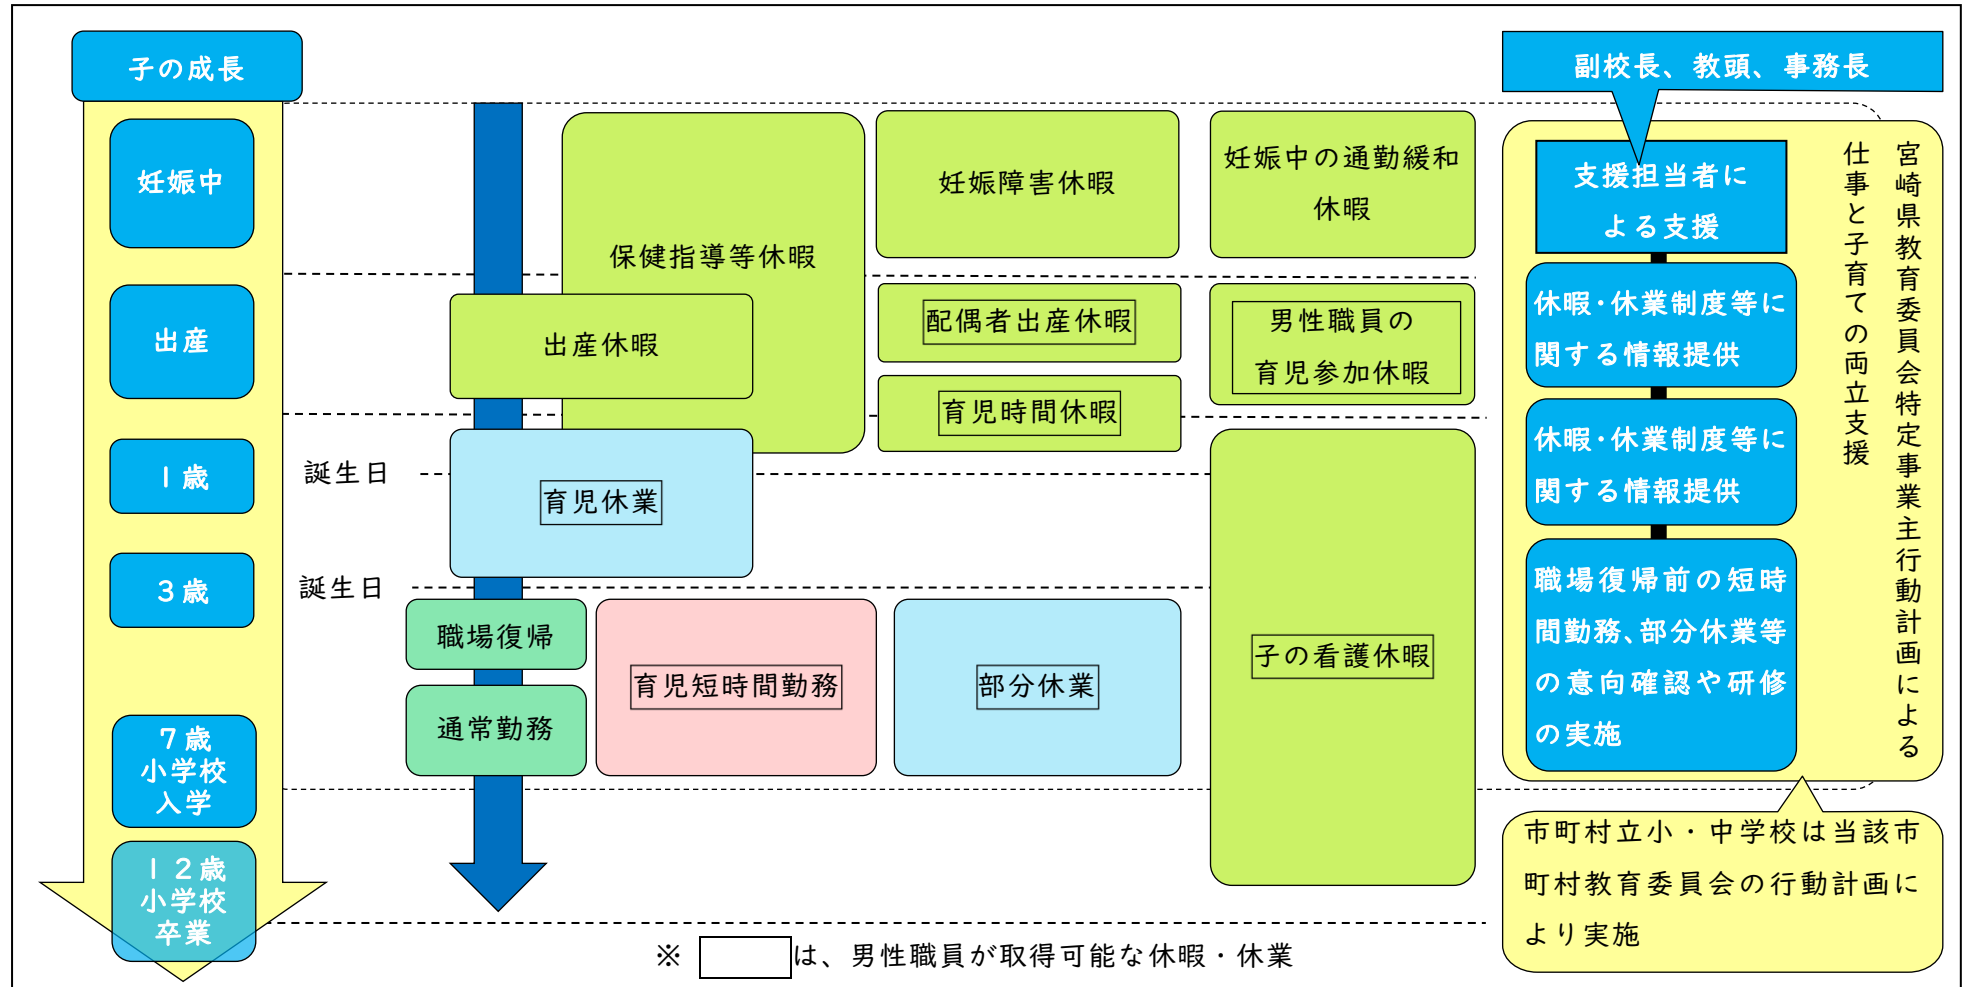 子の成長
妊娠中
出産
1歳
3歳
7歳
小学校
入学
12歳
小学校
卒業
誕生日
誕生日
保健指導等休暇
妊娠障害休暇
妊娠中の通勤緩和
休暇
出産休暇
配偶者出産休暇
男性職員の
育児参加休暇
育児時間休暇
育児休業
職場復帰
通常勤務
育児短時間勤務
部分休業
子の看護休暇
※ は、男性職員が取得可能な休暇・休業
副校長、教頭、事務長
支援担当者に
よる支援
休暇・休業制度等に
関する情報提供
休暇・休業制度等に
関する情報提供
職場復帰前の短時
間勤務、部分休業等
の意向確認や研修
の実施
宮崎県教育委員会特定事業主行動計画による
仕事と子育ての両立支援
市町村立小・中学校は当該市
町村教育委員会の行動計画に
より実施